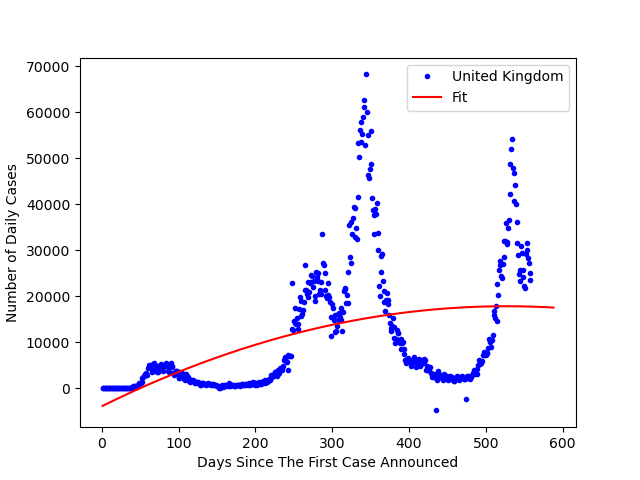 United Kingdom
Fit
70000
60000
50000
40000
30000
20000
10000
0
Number of Daily Cases
0 100 200 300 400 500 600
Days Since The First Case Announced